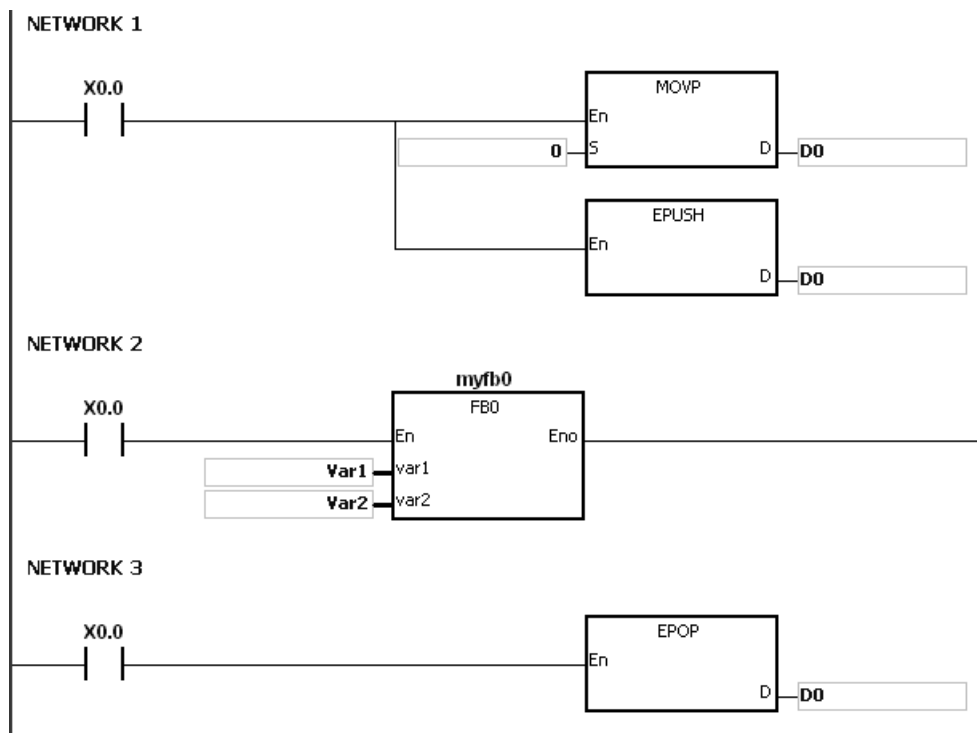 NETWORK 1
X0.0
MOVP
En
0 S D D0
EPUSH
En
D D0
NETWORK 2
myfb0
X0.0
FB0
En Eno
Var1 var1
Var2 var2
NETWORK 3
X0.0
EPOP
En
D D0